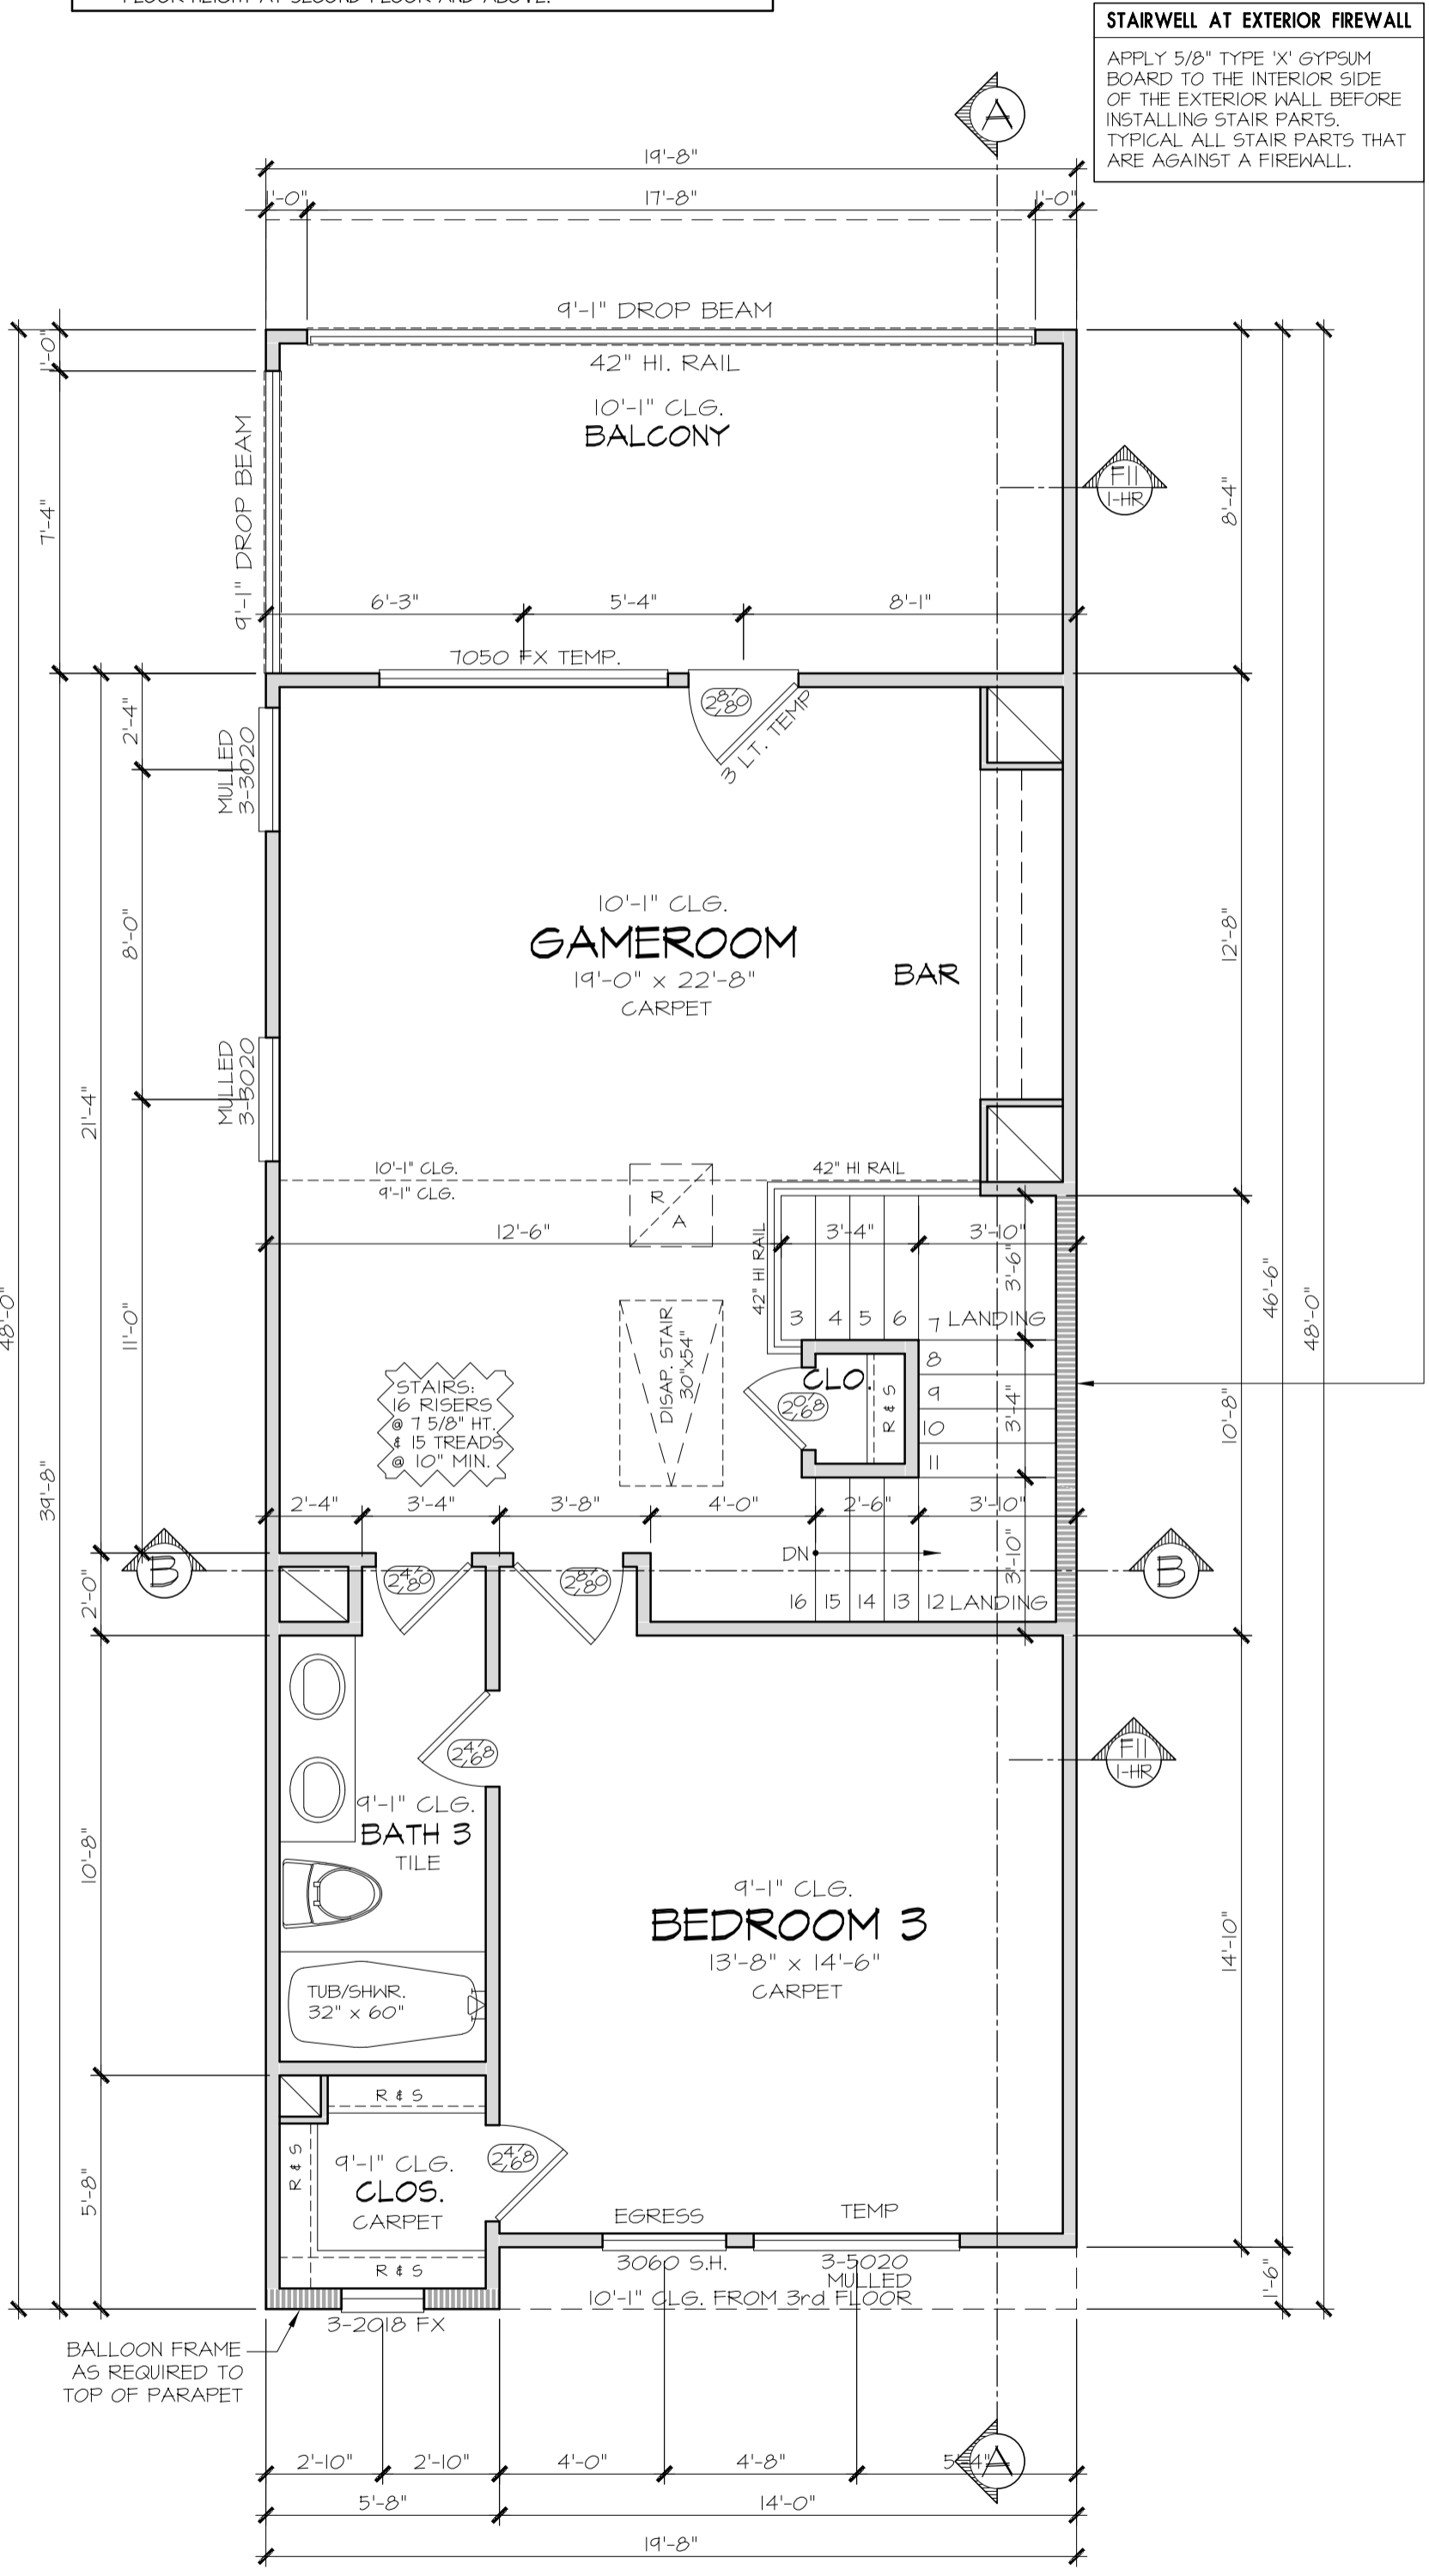 FLOOR HEIGHT AT SECOND FLOOR AND ABOVE.
STAIRWELL AT EXTERIOR FIREWALL
APPLY 5/8" TYPE 'X' GYPSUM
BOARD TO THE INTERIOR SIDE
OF THE EXTERIOR WALL BEFORE
INSTALLING STAIR PARTS.
TYPICAL ALL STAIR PARTS THAT
ARE AGAINST A FIREWALL.
A
19'-8"
1'-0"
17'-8"
1'-0"
9'-1" DROP BEAM
42" HI. RAIL
10'-1" CLG.
BALCONY
9'-1" DROP BEAM
1'-0"
7'-4"
8'-4"
F11
1-HR
6'-3"
5'-4"
8'-1"
7050 FX TEMP.
2'8"
8'0"
3 LT. TEMP
2'-4"
MULLED
3-3020
10'-1" CLG.
GAMEROOM
19'-0" x 22'-8"
CARPET
BAR
8'-0"
12'-8"
MULLED
3-3020
21'-4"
10'-1" CLG.
9'-1" CLG.
R
A
42" HI RAIL
12'-6"
3'-4"
3'-10"
3'-6"
42" HI RAIL
46'-6"
48'-0"
48'-0"
11'-0"
3
4
5
6
7 LANDING
8
9
10
11
CLO.
2'0"
6'8"
R & S
3'-4"
DISAP. STAIR
30"x54"
STAIRS:
16 RISERS
@ 7 5/8" HT.
& 15 TREADS
@ 10" MIN.
10'-8"
39'-8"
2'-4"
3'-4"
3'-8"
4'-0"
2'-6"
3'-10"
B
DN
3'-10"
B
2'4"
8'0"
2'8"
8'0"
2'-0"
16
15
14
13
12 LANDING
2'4"
6'8"
F11
1-HR
9'-1" CLG.
BATH 3
TILE
10'-8"
9'-1" CLG.
BEDROOM 3
13'-8" x 14'-6"
CARPET
14'-10"
TUB/SHWR.
32" x 60"
R & S
R & S
9'-1" CLG.
CLOS.
CARPET
2'4"
6'8"
5'-8"
EGRESS
TEMP
R & S
3060 S.H.
3-5020
MULLED
10'-1" CLG. FROM 3rd FLOOR
1'-6"
3-2018 FX
BALLOON FRAME
AS REQUIRED TO
TOP OF PARAPET
2'-10"
2'-10"
4'-0"
4'-8"
5'-4"
A
5'-8"
14'-0"
19'-8"